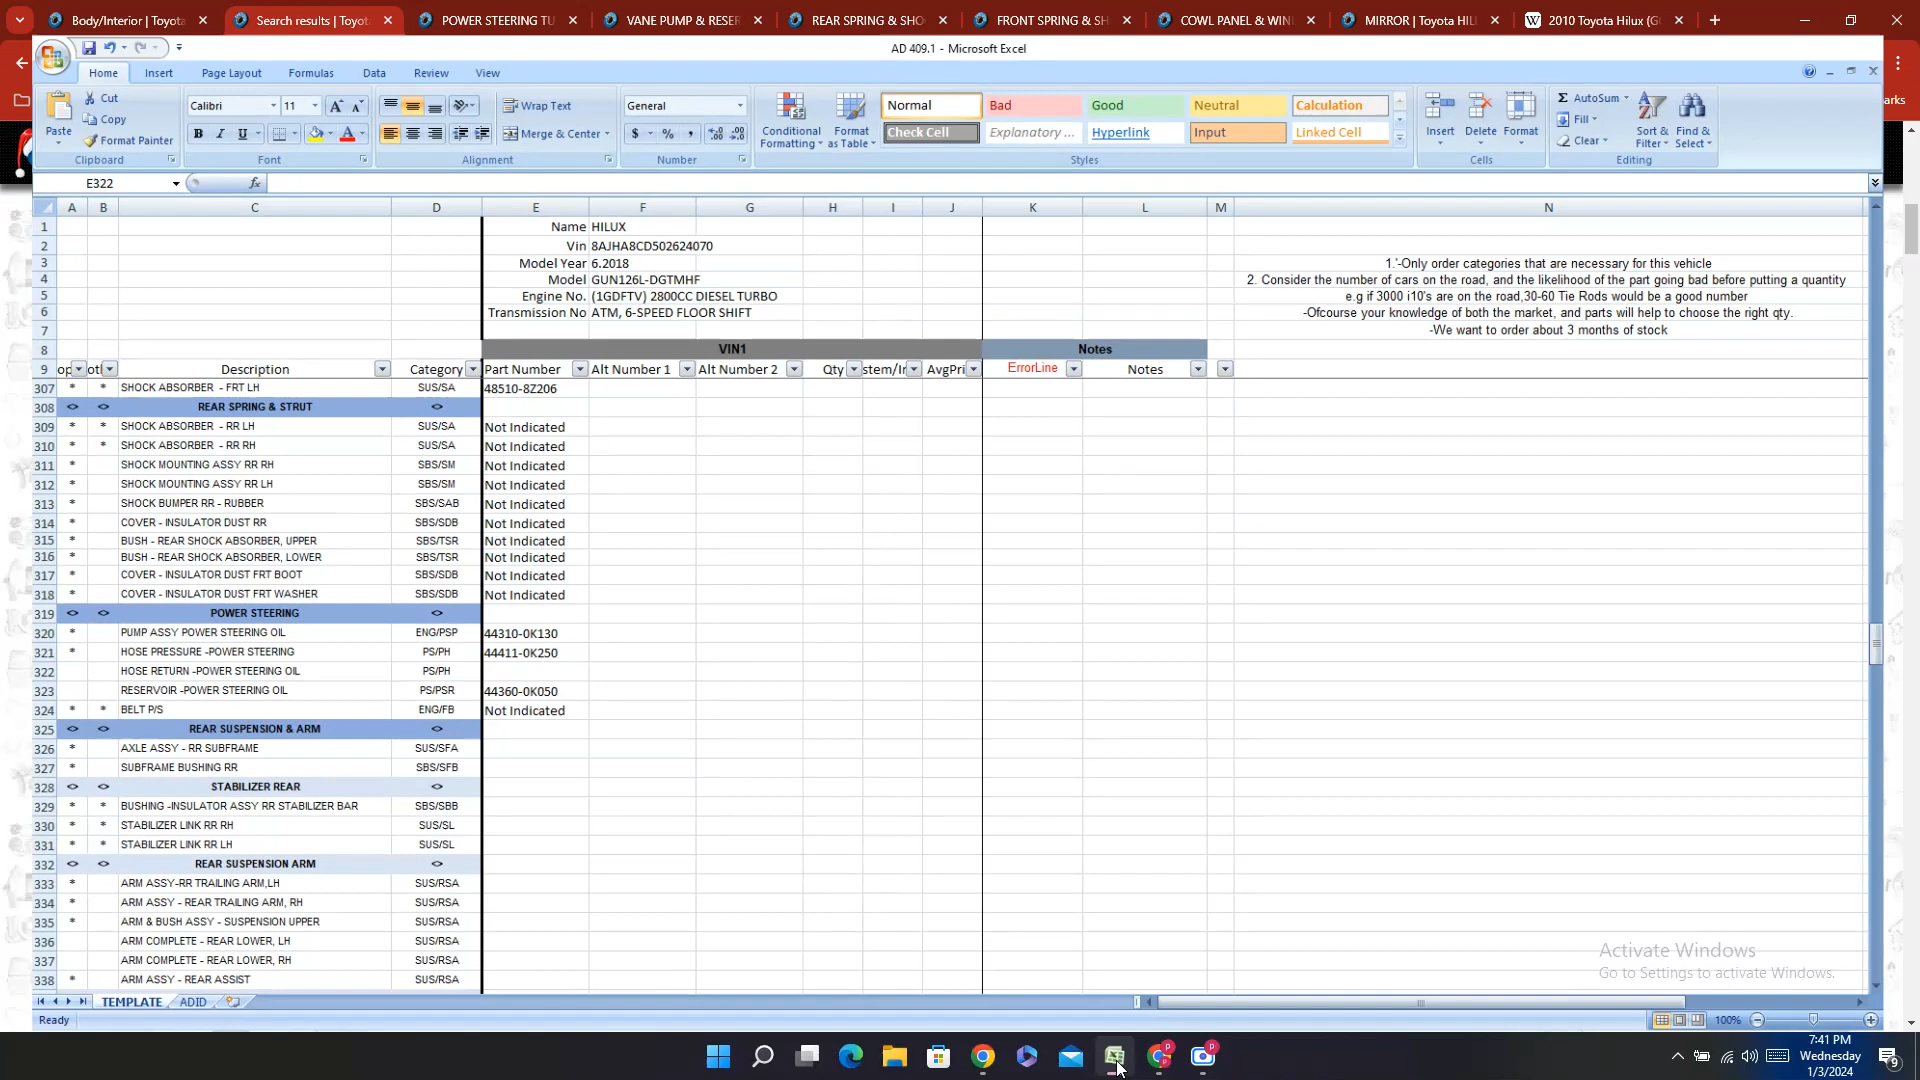 Body/Interior | Toyota
Search results | Toyot
POWER STEERING TU
VANE PUMP & RESER
REAR SPRING & SHO
FRONT SPRING & SH
COWL PANEL & WIN
MIRROR | Toyota HIL
2010 Toyota Hilux (G
AD 409.1 - Microsoft Excel
Home Insert Page Layout Formulas Data Review View
Paste Cut Copy Format Painter Clipboard
Calibri 11 B I U Font
Wrap Text Merge & Center Alignment
General $ % , Number
Conditional Formatting Format as Table
Normal Bad Good Neutral Calculation
Check Cell Explanatory ... Hyperlink Input Linked Cell
Styles
Insert Delete Format Cells
AutoSum Fill Clear Sort & Filter Find & Select Editing
arks
E322 fx
A B C D E F G H I J K L M N
1 Name HILUX
2 Vin 8AJHA8CD502624070
3 Model Year 6.2018 1.'-Only order categories that are necessary for this vehicle
4 Model GUN126L-DGTMHF 2. Consider the number of cars on the road, and the likelihood of the part going bad before putting a quantity
5 Engine No. (1GDFTV) 2800CC DIESEL TURBO e.g if 3000 i10's are on the road,30-60 Tie Rods would be a good number
6 Transmission No ATM, 6-SPEED FLOOR SHIFT -Ofcourse your knowledge of both the market, and parts will help to choose the right qty.
7 -We want to order about 3 months of stock
8 VIN1 Notes
9 op otl Description Category Part Number Alt Number 1 Alt Number 2 Qty stem/Ir AvgPri ErrorLine Notes
307 * * SHOCK ABSORBER - FRT LH SUS/SA 48510-8Z206
308 <> <> REAR SPRING & STRUT <>
309 * * SHOCK ABSORBER - RR LH SUS/SA Not Indicated
310 * * SHOCK ABSORBER - RR RH SUS/SA Not Indicated
311 * SHOCK MOUNTING ASSY RR RH SBS/SM Not Indicated
312 * SHOCK MOUNTING ASSY RR LH SBS/SM Not Indicated
313 * SHOCK BUMPER RR - RUBBER SBS/SAB Not Indicated
314 * COVER - INSULATOR DUST RR SBS/SDB Not Indicated
315 * BUSH - REAR SHOCK ABSORBER, UPPER SBS/TSR Not Indicated
316 * BUSH - REAR SHOCK ABSORBER, LOWER SBS/TSR Not Indicated
317 * COVER - INSULATOR DUST FRT BOOT SBS/SDB Not Indicated
318 * COVER - INSULATOR DUST FRT WASHER SBS/SDB Not Indicated
319 <> <> POWER STEERING <>
320 * PUMP ASSY POWER STEERING OIL ENG/PSP 44310-0K130
321 * HOSE PRESSURE -POWER STEERING PS/PH 44411-0K250
322 HOSE RETURN -POWER STEERING OIL PS/PH
323 RESERVOIR -POWER STEERING OIL PS/PSR 44360-0K050
324 * * BELT P/S ENG/FB Not Indicated
325 <> <> REAR SUSPENSION & ARM <>
326 * AXLE ASSY - RR SUBFRAME SUS/SFA
327 * SUBFRAME BUSHING RR SBS/SFB
328 <> <> STABILIZER REAR <>
329 * * BUSHING -INSULATOR ASSY RR STABILIZER BAR SBS/SBB
330 * * STABILIZER LINK RR RH SUS/SL
331 * * STABILIZER LINK RR LH SUS/SL
332 <> <> REAR SUSPENSION ARM <>
333 * ARM ASSY-RR TRAILING ARM,LH SUS/RSA
334 * ARM ASSY - REAR TRAILING ARM, RH SUS/RSA
335 * ARM & BUSH ASSY - SUSPENSION UPPER SUS/RSA
336 ARM COMPLETE - REAR LOWER, LH SUS/RSA
337 ARM COMPLETE - REAR LOWER, RH SUS/RSA
338 * ARM ASSY - REAR ASSIST SUS/RSA
Activate Windows
Go to Settings to activate Windows.
TEMPLATE ADID
Ready 100%
7:41 PM
Wednesday
1/3/2024
9